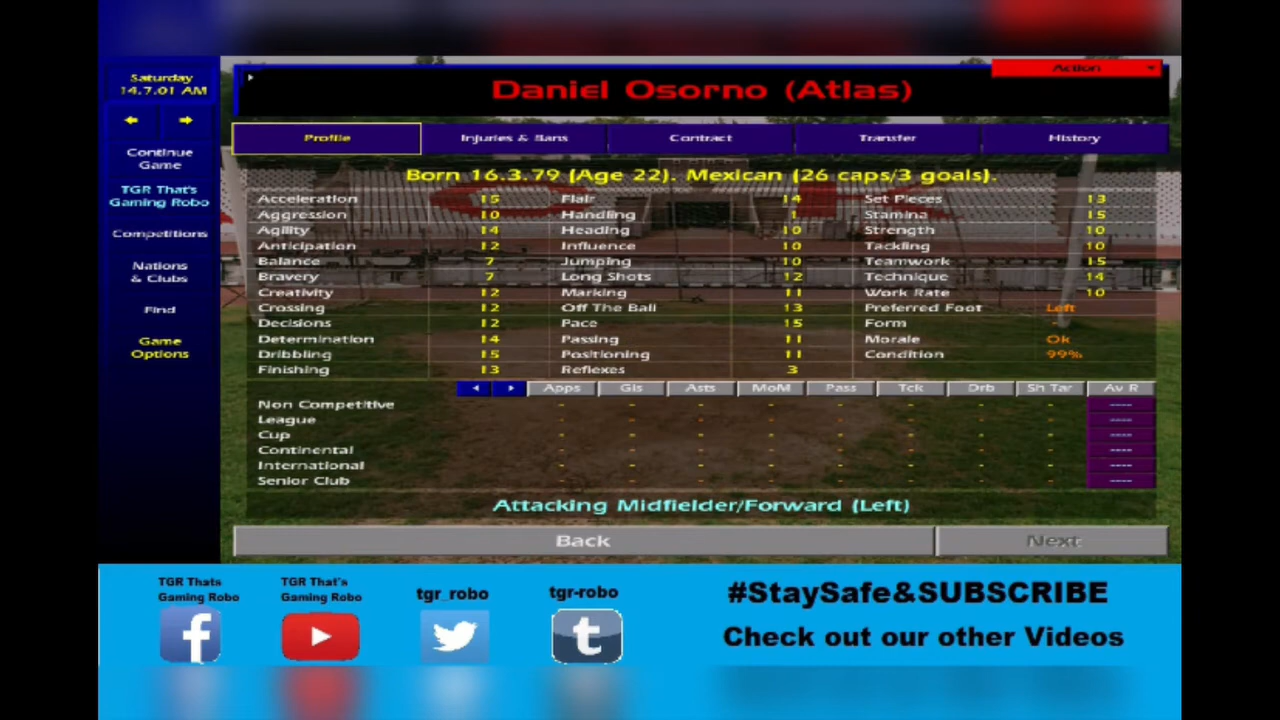 Saturday
14.7.01 AM
Continue
Game
TGR That's
Gaming Robo
Competitions
Nations
& Clubs
Find
Game
Options
Action
Daniel Osorno (Atlas)
Profile Injuries & Bans Contract Transfer History
Born 16.3.79 (Age 22). Mexican (26 caps/3 goals).
Acceleration 15 Flair 14 Set Pieces 13
Aggression 10 Handling 1 Stamina 15
Agility 14 Heading 10 Strength 10
Anticipation 12 Influence 10 Tackling 10
Balance 7 Jumping 10 Teamwork 15
Bravery 7 Long Shots 12 Technique 14
Creativity 12 Marking 11 Work Rate 10
Crossing 12 Off The Ball 13 Preferred Foot Left
Decisions 12 Pace 15 Form -
Determination 14 Passing 11 Morale Ok
Dribbling 15 Positioning 11 Condition 99%
Finishing 13 Reflexes 3
Apps Gls Asts MoM Pass Tck Drb Sh Tar Av R
Non Competitive - - - - - - - - ----
League - - - - - - - - ----
Cup - - - - - - - - ----
Continental - - - - - - - - ----
International - - - - - - - - ----
Senior Club - - - - - - - - ----
Attacking Midfielder/Forward (Left)
Back Next
TGR Thats
Gaming Robo
TGR That's
Gaming Robo
tgr_robo
tgr-robo
#StaySafe&SUBSCRIBE
Check out our other Videos